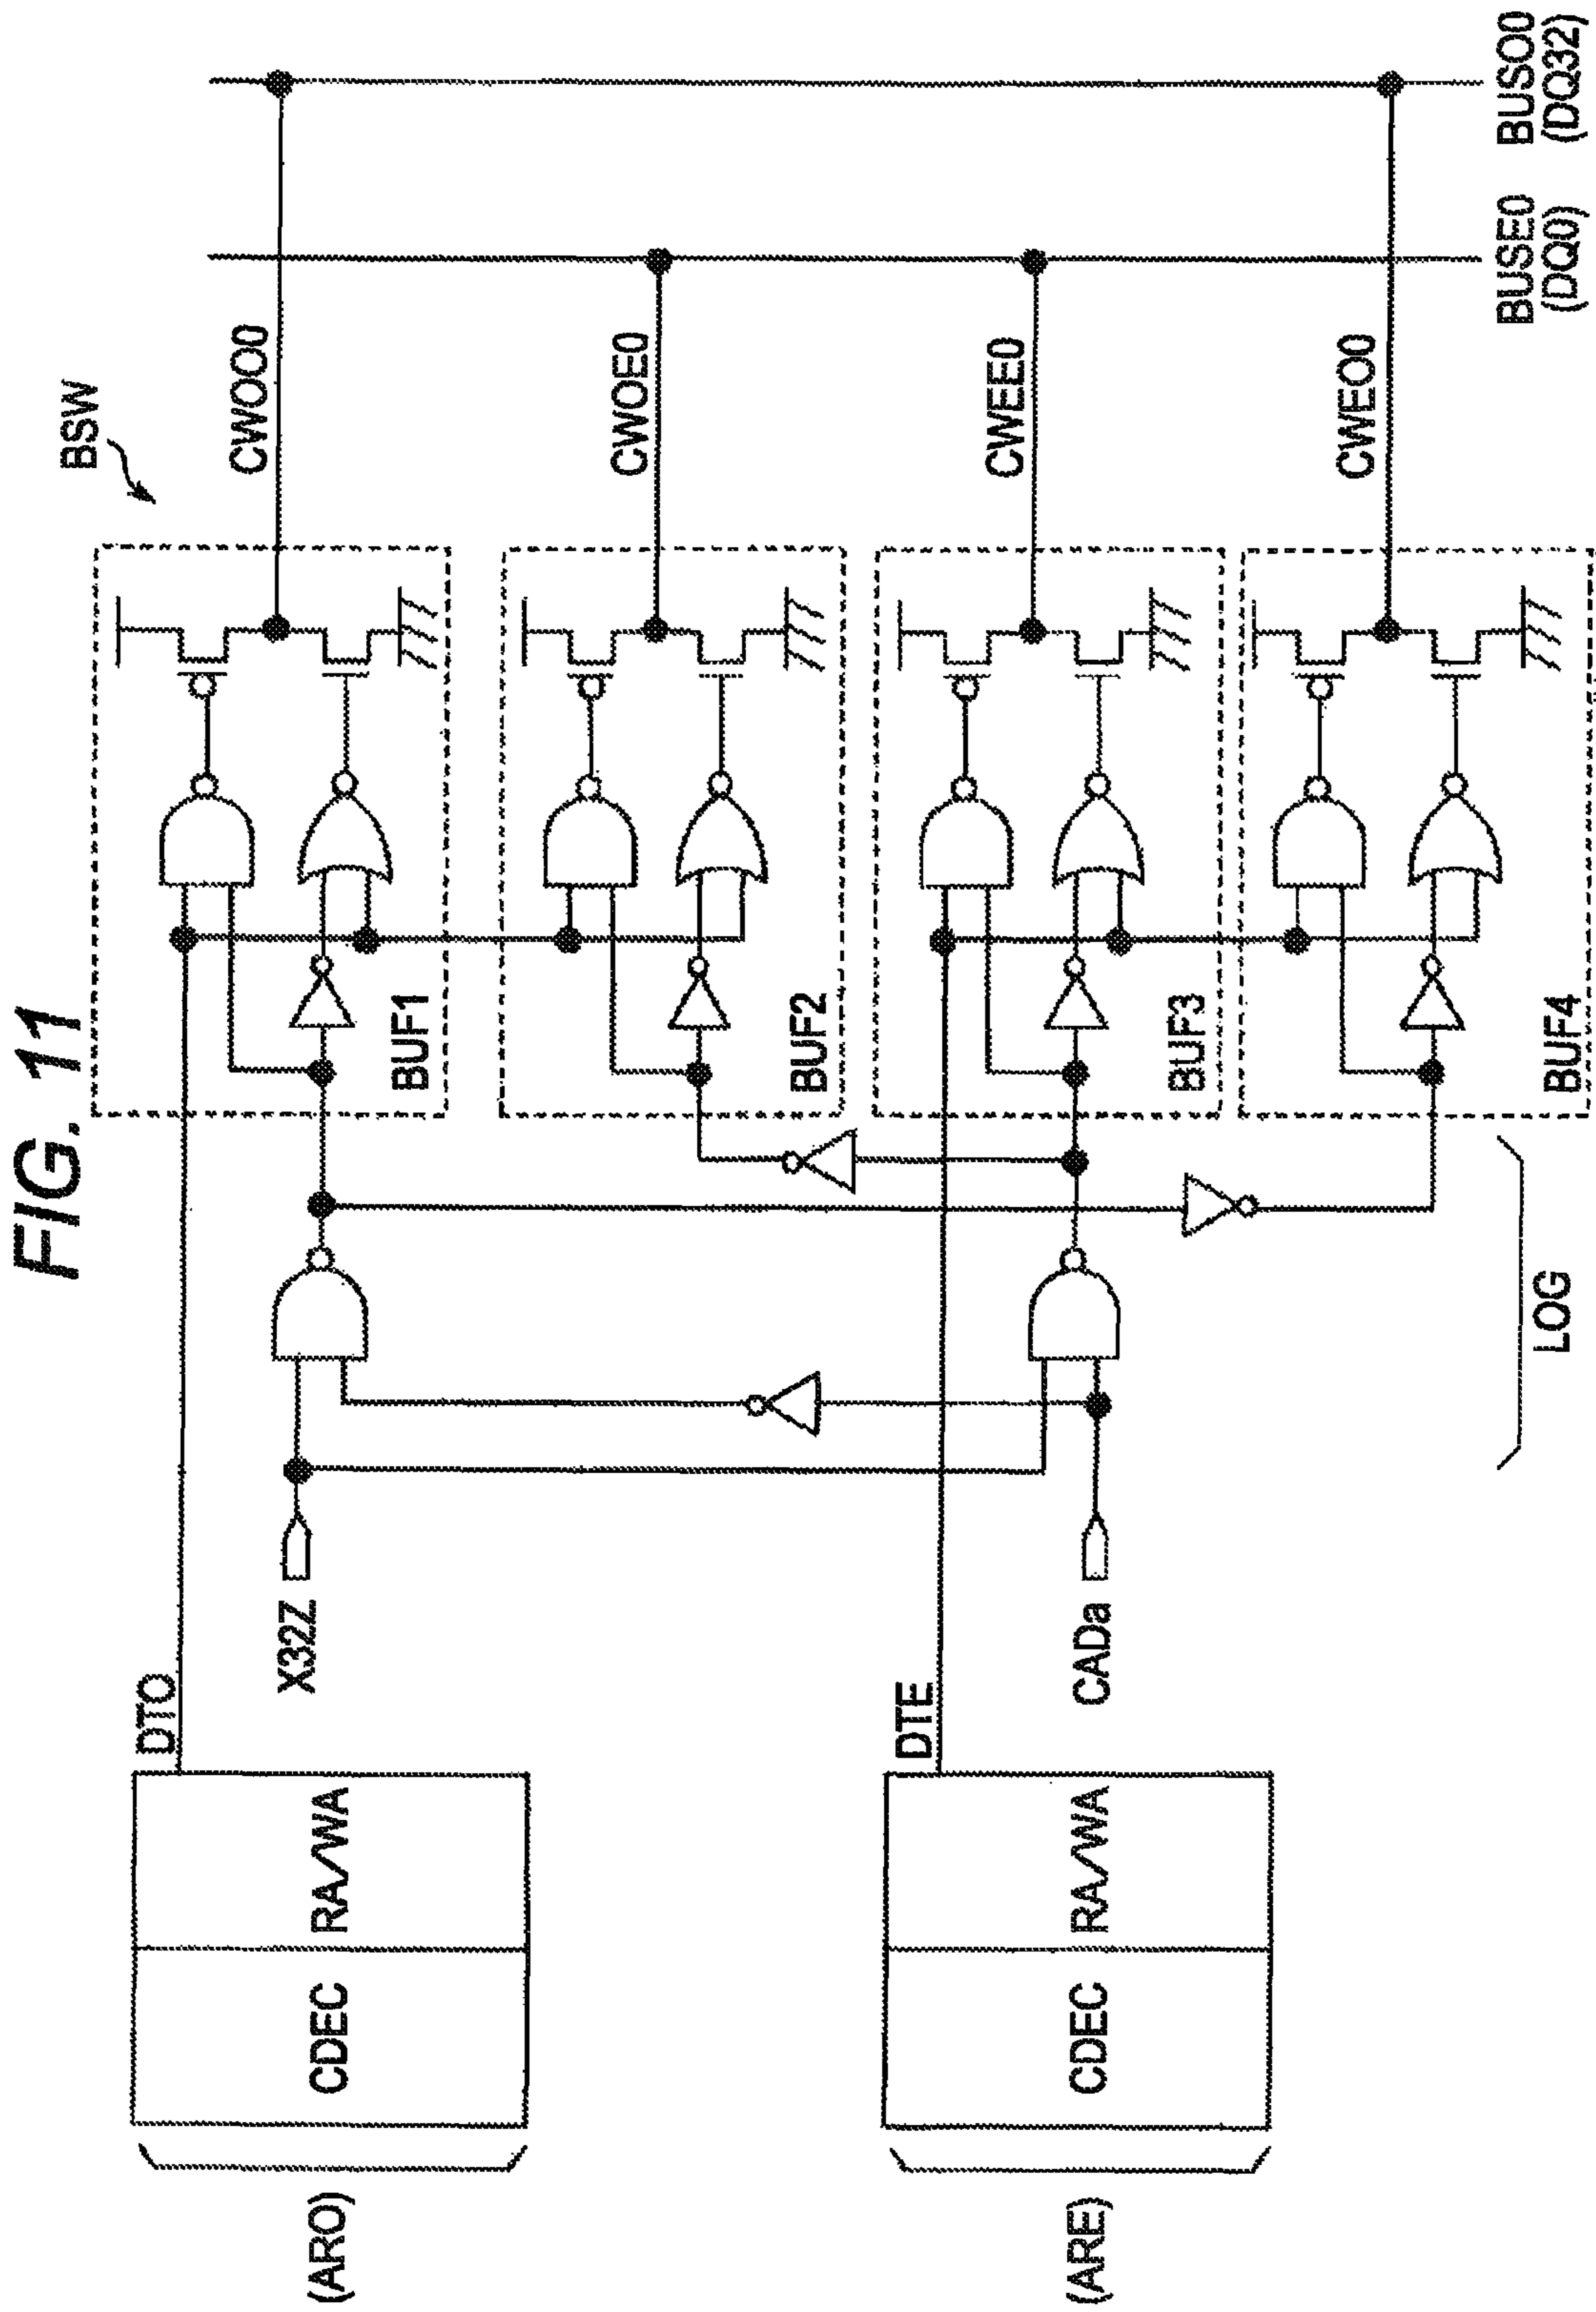 FIG. 11
BSW
(ARO)
CDEC
RA/WA
DTO
X32Z
BUF1
CWOO0
BUF2
CWOE0
(ARE)
CDEC
RA/WA
DTE
CADa
BUF3
CWEE0
BUF4
CWEO0
LOG
BUSE0
(DQ0)
BUSO0
(DQ32)